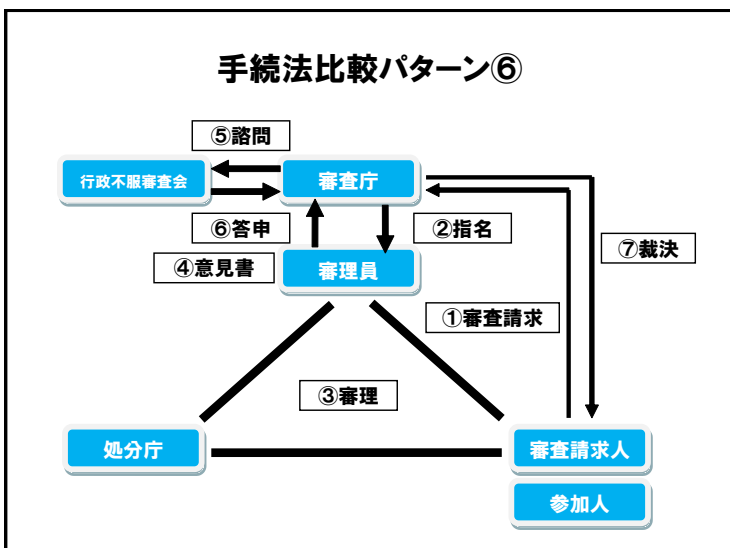 手続法比較パターン⑥
⑤諮問
行政不服審査会
審査庁
⑥答申
②指名
④意見書
審理員
⑦裁決
①審査請求
③審理
処分庁
審査請求人
参加人